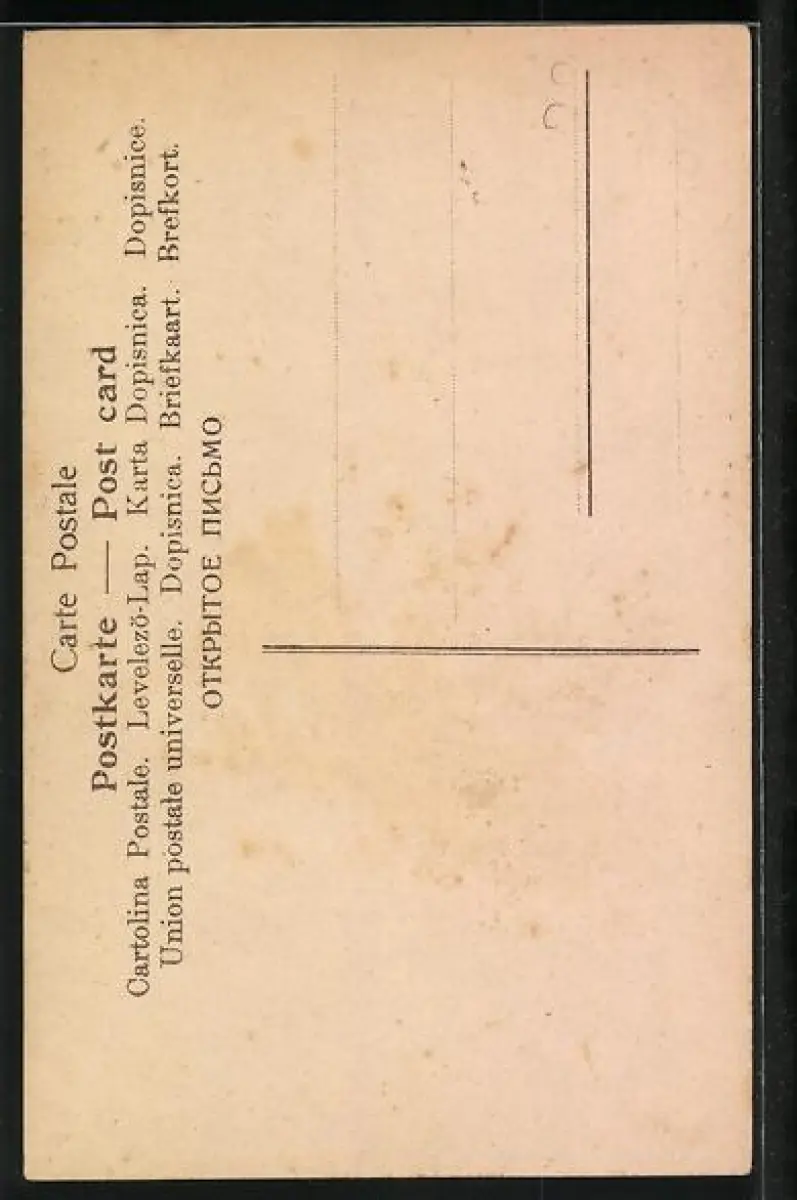 Carte Postale
Postkarte — Post card
Cartolina Postale. Levelezö-Lap. Karta Dopisnica. Dopisnice.
Union postale universelle. Dopisnica. Briefkaart. Brefkort.
ОТКРЫТОЕ ПИСЬМО